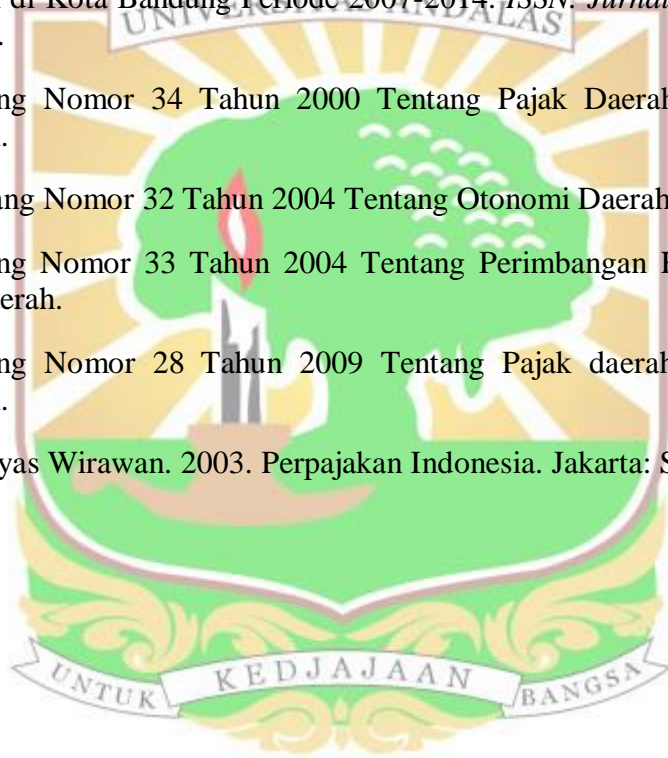 di Kota Bandung Periode 2007-2014. ISSN. Jurnal
UNIVERSITAS ANDALAS
ng Nomor 34 Tahun 2000 Tentang Pajak Daerah
ang Nomor 32 Tahun 2004 Tentang Otonomi Daerah
ng Nomor 33 Tahun 2004 Tentang Perimbangan
erah.
ng Nomor 28 Tahun 2009 Tentang Pajak daerah
yas Wirawan. 2003. Perpajakan Indonesia. Jakarta: S
UNTUK KEDJAJAAN BANGSA